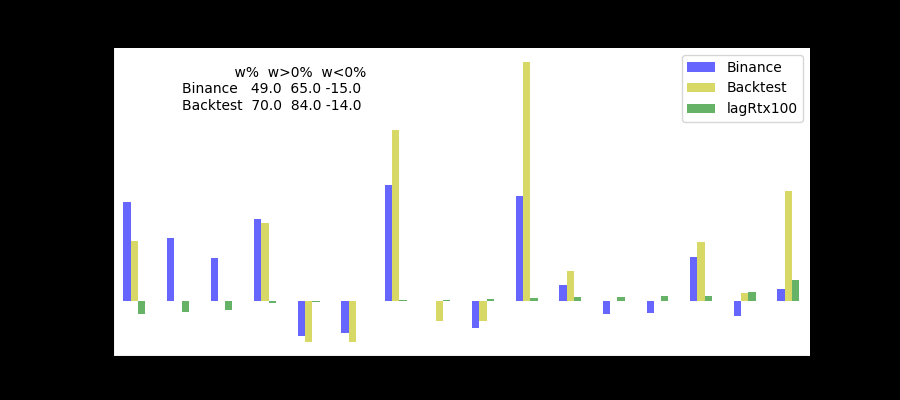 w% w>0% w<0%
Binance 49.0 65.0 -15.0
Backtest 70.0 84.0 -14.0
Binance
Backtest
lagRtx100